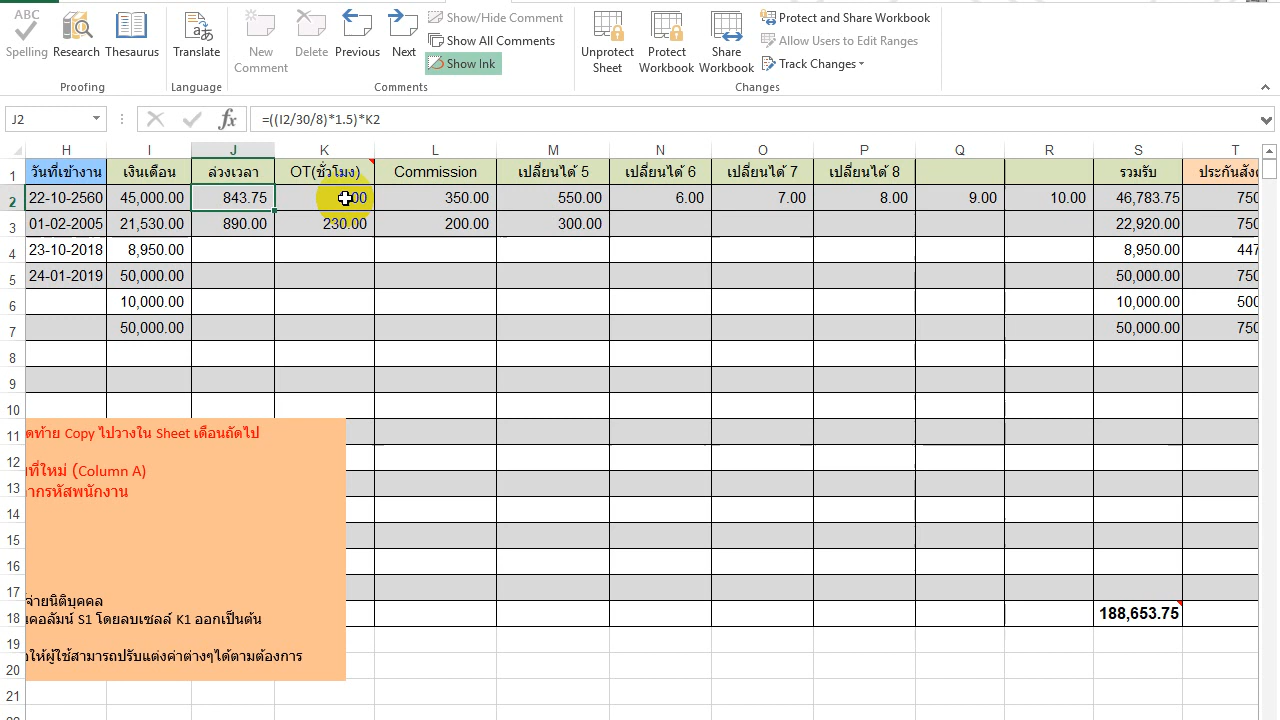 ABC
Spelling Research Thesaurus
Translate
New Comment Delete Previous Next
Show/Hide Comment
Show All Comments
Show Ink
Unprotect Sheet Protect Workbook Share Workbook
Protect and Share Workbook
Allow Users to Edit Ranges
Track Changes
Proofing Language Comments Changes
J2 fx =((I2/30/8)*1.5)*K2
H I J K L M N O P Q R S T
1 วันที่เข้างาน เงินเดือน ล่วงเวลา OT(ชั่วโมง) Commission เปลี่ยนได้ 5 เปลี่ยนได้ 6 เปลี่ยนได้ 7 เปลี่ยนได้ 8 รวมรับ
2 22-10-2560 45,000.00 843.75 350.00 550.00 6.00 7.00 8.00 9.00 10.00 46,783.75 750
3 01-02-2005 21,530.00 890.00 230.00 200.00 300.00 22,920.00 750
4 23-10-2018 8,950.00 8,950.00 447
5 24-01-2019 50,000.00 50,000.00 750
6 10,000.00 10,000.00 500
7 50,000.00 50,000.00 750
8
9
10
11 ดท้าย Copy ไปวางใน Sheet เดือนถัดไป
12 ที่ใหม่ (Column A)
13 ากรหัสพนักงาน
14
15
16
17
จ่ายนิติบุคคล
18 นคอลัมน์ S1 โดยลบเซลล์ K1 ออกเป็นต้น 188,653.75
19
20 ให้ผู้ใช้สามารถปรับแต่งค่าต่างๆได้ตามต้องการ
21